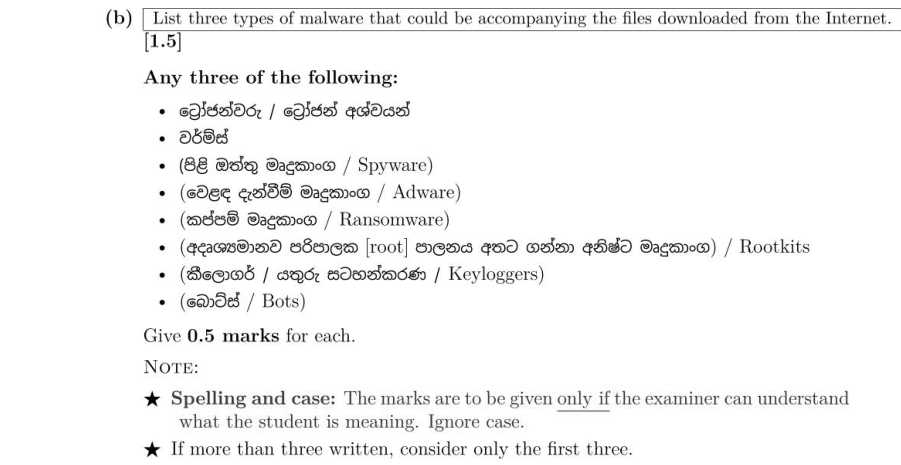 (b) List three types of malware that could be accompanying the files downloaded from the Internet.
[1.5]
Any three of the following:
• ට්‍රෝජන්වරු / ට්‍රෝජන් අශ්වයන්
• වර්ම්ස්
• (පිළි ඔත්තු මෘදුකාංග / Spyware)
• (වෙළඳ දැන්වීම් මෘදුකාංග / Adware)
• (කප්පම් මෘදුකාංග / Ransomware)
• (අදෘශ්‍යමානව පරිපාලක [root] පාලනය අතට ගන්නා අනිෂ්ට මෘදුකාංග) / Rootkits
• (කීලොගර් / යතුරු සටහන්කරණ / Keyloggers)
• (බොට්ස් / Bots)
Give 0.5 marks for each.
NOTE:
★ Spelling and case: The marks are to be given only if the examiner can understand
what the student is meaning. Ignore case.
★ If more than three written, consider only the first three.